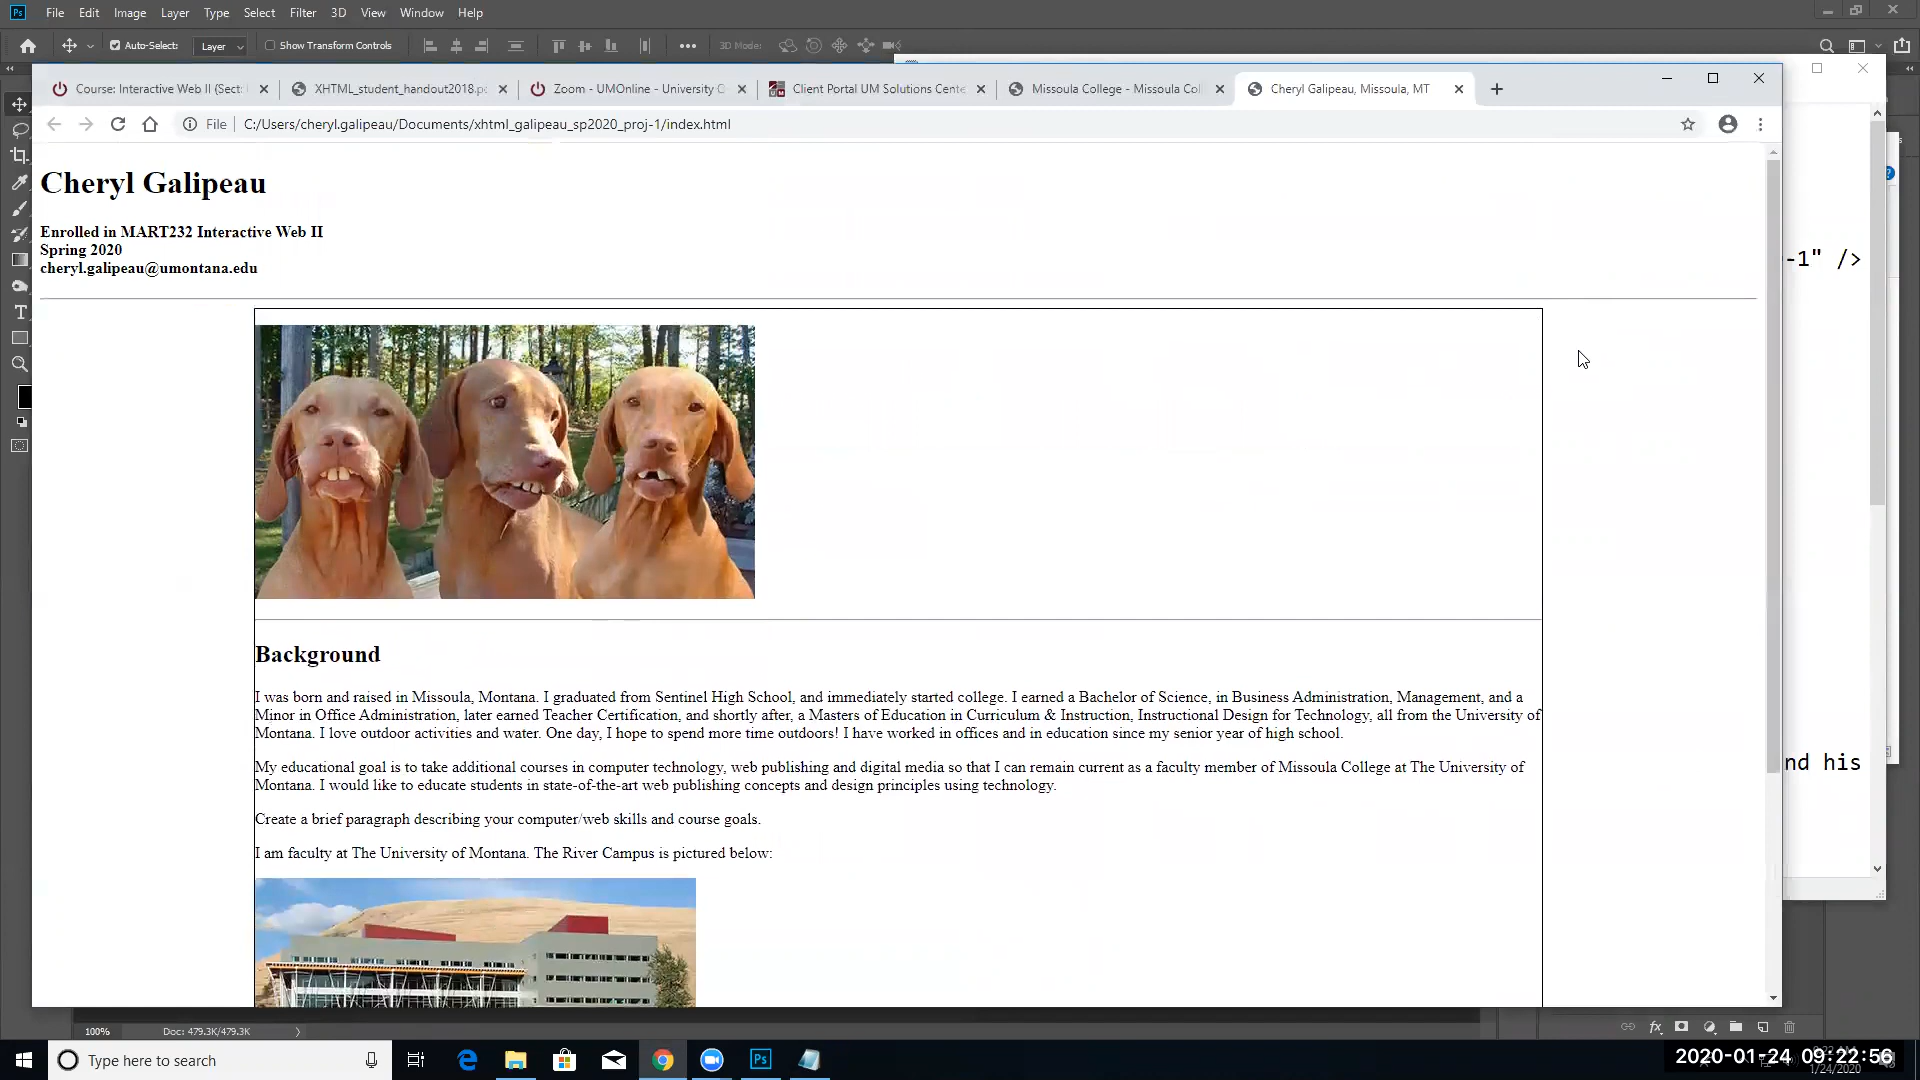 Ps File Edit Image Layer Type Select Filter 3D View Window Help
Auto-Select: Layer Show Transform Controls 3D Mode:
Course: Interactive Web II (Sect: XHTML_student_handout2018.p Zoom - UMOnline - University Client Portal UM Solutions Cente Missoula College - Missoula Col Cheryl Galipeau, Missoula, MT
File C:/Users/cheryl.galipeau/Documents/xhtml_galipeau_sp2020_proj-1/index.html
Cheryl Galipeau
Enrolled in MART232 Interactive Web II
Spring 2020
cheryl.galipeau@umontana.edu
-1" />
Background
I was born and raised in Missoula, Montana. I graduated from Sentinel High School, and immediately started college. I earned a Bachelor of Science, in Business Administration, Management, and a
Minor in Office Administration, later earned Teacher Certification, and shortly after, a Masters of Education in Curriculum & Instruction, Instructional Design for Technology, all from the University of
Montana. I love outdoor activities and water. One day, I hope to spend more time outdoors! I have worked in offices and in education since my senior year of high school.
My educational goal is to take additional courses in computer technology, web publishing and digital media so that I can remain current as a faculty member of Missoula College at The University of
Montana. I would like to educate students in state-of-the-art web publishing concepts and design principles using technology.
nd his
Create a brief paragraph describing your computer/web skills and course goals.
I am faculty at The University of Montana. The River Campus is pictured below:
100% Doc: 479.3K/479.3K
fx
Type here to search
Ps
2020-01-24 09:22:56
1/24/2020